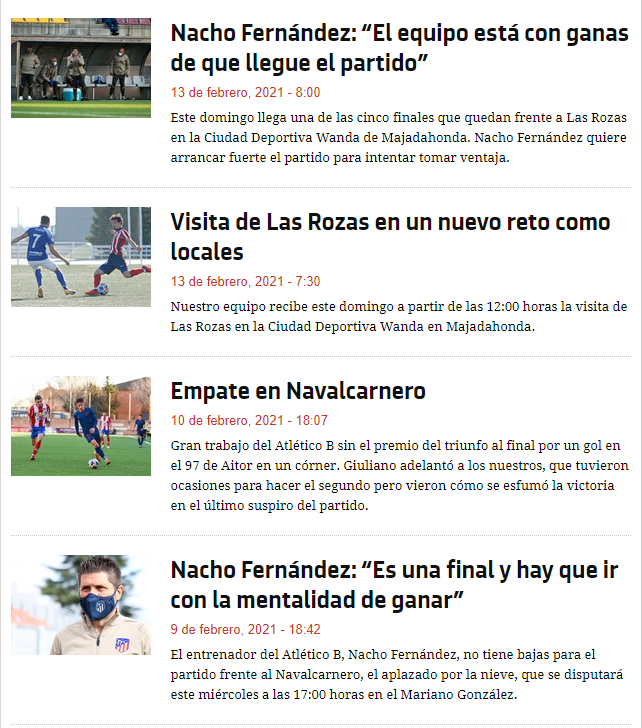 Nacho Fernández: “El equipo está con ganas
de que llegue el partido”
13 de febrero, 2021 - 8:00
Este domingo llega una de las cinco finales que quedan frente a Las Rozas
en la Ciudad Deportiva Wanda de Majadahonda. Nacho Fernández quiere
arrancar fuerte el partido para intentar tomar ventaja.
Visita de Las Rozas en un nuevo reto como
locales
13 de febrero, 2021 - 7:30
Nuestro equipo recibe este domingo a partir de las 12:00 horas la visita de
Las Rozas en la Ciudad Deportiva Wanda en Majadahonda.
7
Empate en Navalcarnero
10 de febrero, 2021 - 18:07
Gran trabajo del Atlético B sin el premio del triunfo al final por un gol en
el 97 de Aitor en un córner. Giuliano adelantó a los nuestros, que tuvieron
ocasiones para hacer el segundo pero vieron cómo se esfumó la victoria
en el último suspiro del partido.
Nacho Fernández: “Es una final y hay que ir
con la mentalidad de ganar”
9 de febrero, 2021 - 18:42
El entrenador del Atlético B, Nacho Fernández, no tiene bajas para el
partido frente al Navalcarnero, el aplazado por la nieve, que se disputará
este miércoles a las 17:00 horas en el Mariano González.